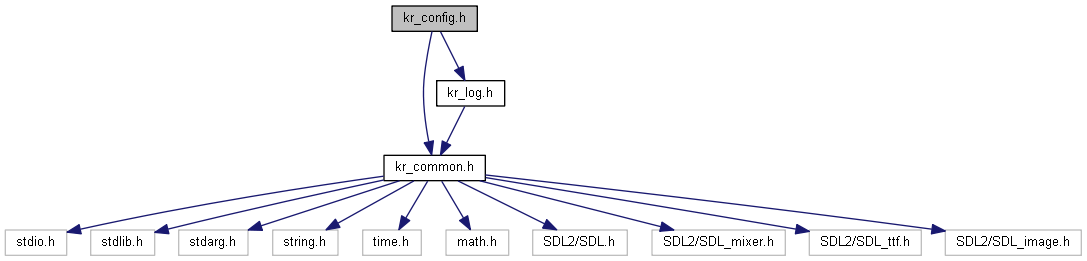 kr_config.h
kr_log.h
kr_common.h
stdio.h
stdlib.h
stdarg.h
string.h
time.h
math.h
SDL2/SDL.h
SDL2/SDL_mixer.h
SDL2/SDL_ttf.h
SDL2/SDL_image.h